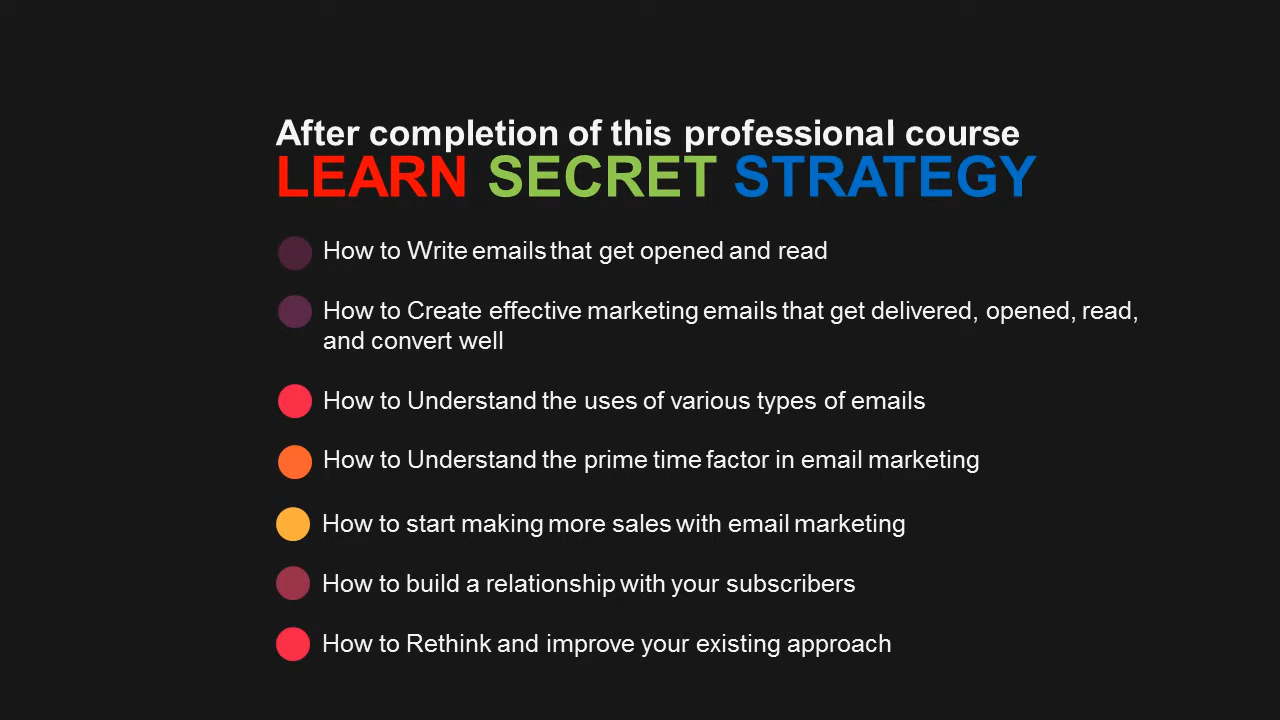 After completion of this professional course
LEARN SECRET STRATEGY
How to Write emails that get opened and read
How to Create effective marketing emails that get delivered, opened, read,
and convert well
How to Understand the uses of various types of emails
How to Understand the prime time factor in email marketing
How to start making more sales with email marketing
How to build a relationship with your subscribers
How to Rethink and improve your existing approach